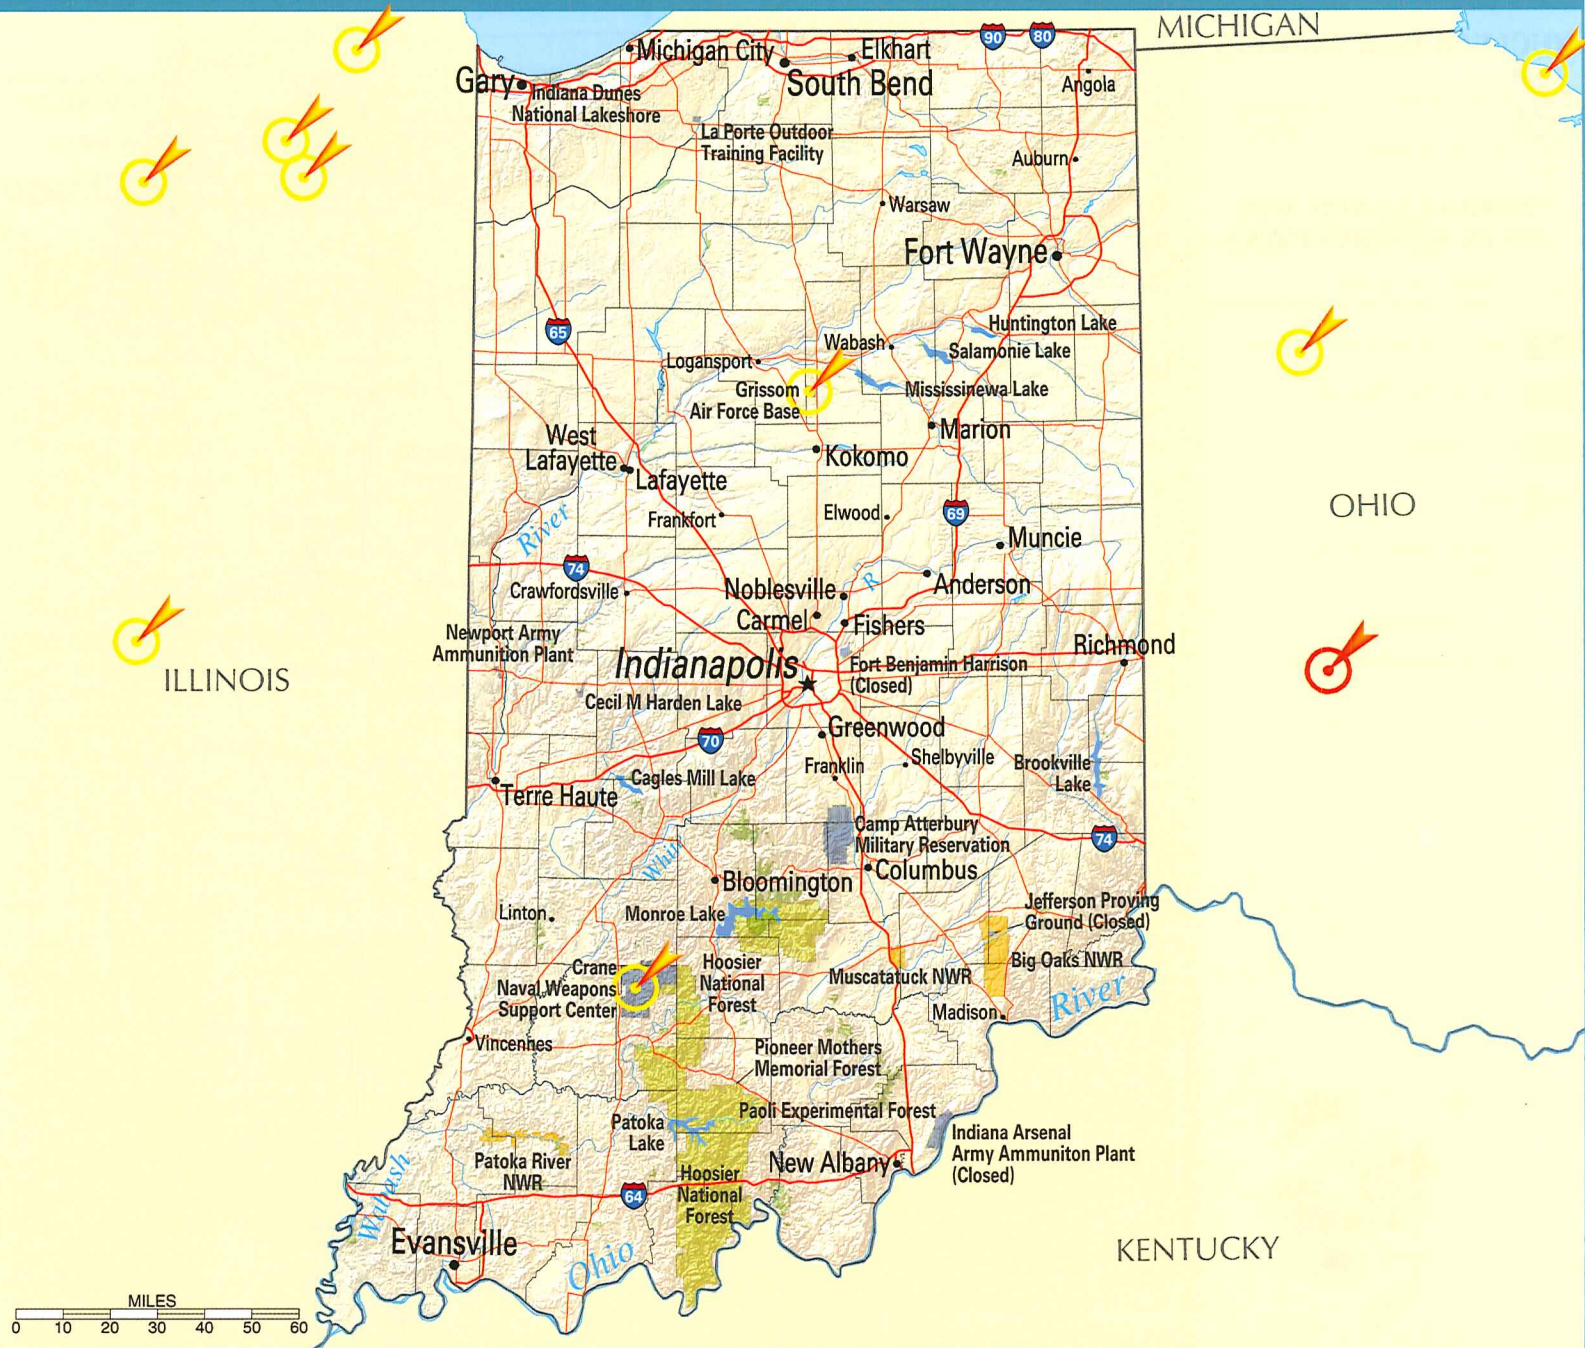 MICHIGAN
90
80
Michigan City
Elkhart
South Bend
Gary
Indiana Dunes
National Lakeshore
Angola
La Porte Outdoor
Training Facility
Auburn
Warsaw
Fort Wayne
65
Huntington Lake
Wabash
Salamonie Lake
Logansport
Grissom
Air Force Base
Mississinewa Lake
Marion
West
Lafayette
Kokomo
Lafayette
OHIO
Frankfort
Elwood
69
River
Muncie
74
Crawfordsville
Noblesville
R
Anderson
Carmel
Fishers
Newport Army
Ammunition Plant
Richmond
Indianapolis
Fort Benjamin Harrison
(Closed)
ILLINOIS
Cecil M Harden Lake
70
Greenwood
Franklin
Shelbyville
Brookville
Lake
Cagles Mill Lake
Terre Haute
Camp Atterbury
Military Reservation
74
Whit
Bloomington
Columbus
Linton
Monroe Lake
Jefferson Proving
Ground (Closed)
Crane
Naval Weapons
Support Center
Hoosier
National
Forest
Muscatatuck NWR
Big Oaks NWR
River
Madison
Vincennes
Pioneer Mothers
Memorial Forest
Paoli Experimental Forest
Patoka
Lake
Indiana Arsenal
Army Ammuniton Plant
(Closed)
Patoka River
NWR
New Albany
Hoosier
National
Forest
64
Wabash
Evansville
Ohio
KENTUCKY
MILES
0 10 20 30 40 50 60